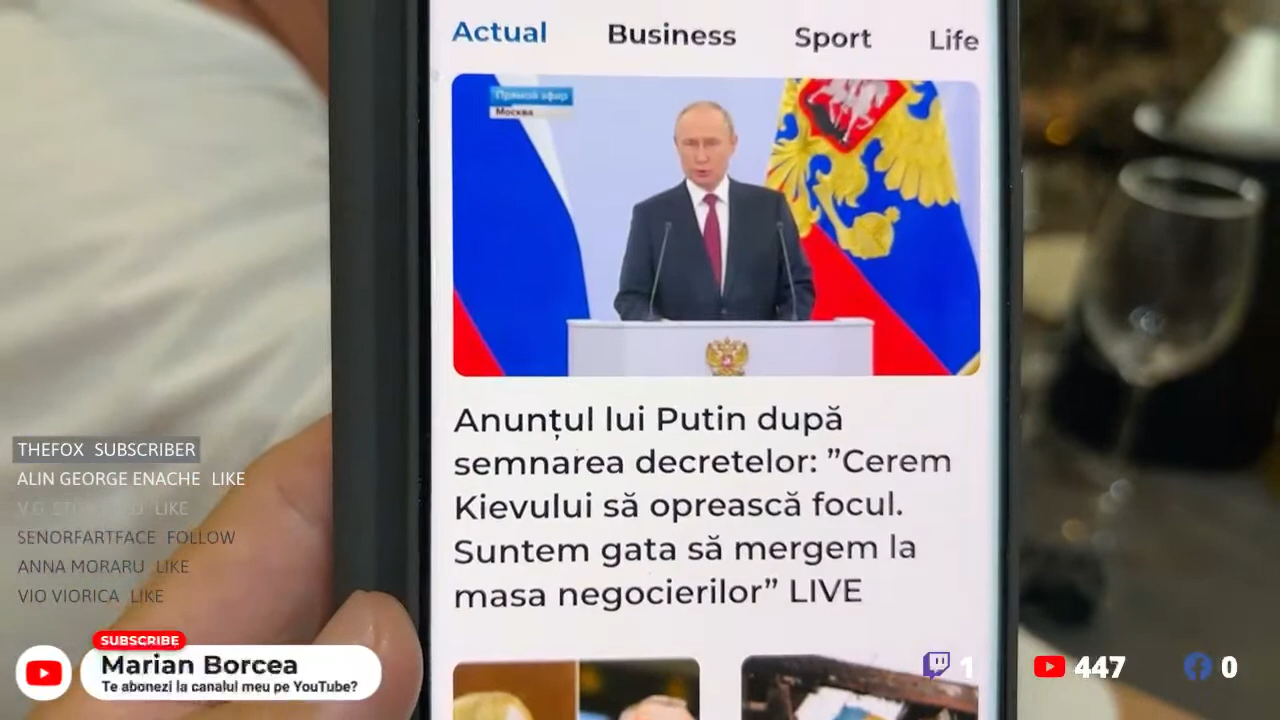 Actual Business Sport Life
Прямой эфир
Москва
Anunțul lui Putin după
semnarea decretelor: ”Cerem
Kievului să oprească focul.
Suntem gata să mergem la
masa negocierilor” LIVE
THEFOX SUBSCRIBER
ALIN GEORGE ENACHE LIKE
LIKE
SENORFARTFACE FOLLOW
ANNA MORARU LIKE
VIO VIORICA LIKE
SUBSCRIBE
Marian Borcea
Te abonezi la canalul meu pe YouTube?
1 447 0